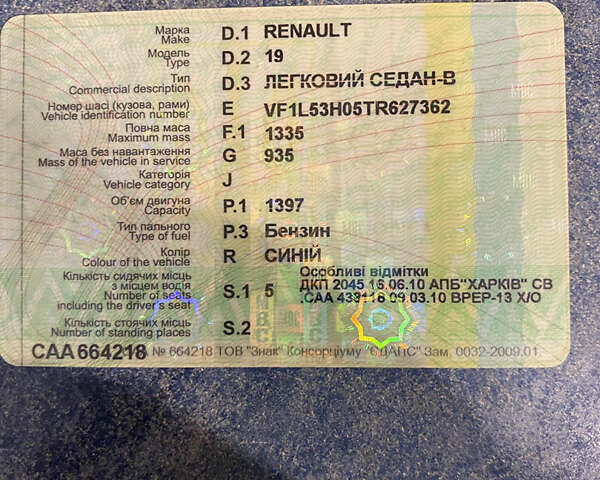 Марка
Make D.1 RENAULT
Модель
Type D.2 19
Тип
Commercial description D.3 ЛЕГКОВИЙ СЕДАН-В
Номер шасі (кузова, рами)
Vehicle identification number E VF1L53H05TR627362
Повна маса
Maximum mass F.1 1335
Маса без навантаження
Mass of the vehicle in service G 935
Категорія
Vehicle category J
Об'єм двигуна
Capacity P.1 1397
Тип пального
Type of fuel P.3 Бензин
Колір
Colour of the vehicle R СИНІЙ
Кількість сидячих місць
з місцем водія
Number of seats
including the driver's seat S.1 5
Особливі відмітки
ДКП 2045 16.06.10 АПБ"ХАРКІВ" СВ
.САА 433118 09.03.10 ВРЕР-13 Х/О
Кількість стоячих місць
Number of standing places S.2
САА 664218
№ 664218 ТОВ "Знак" Консорціуму "ЄДАПС" Зам. 0032-2009.01